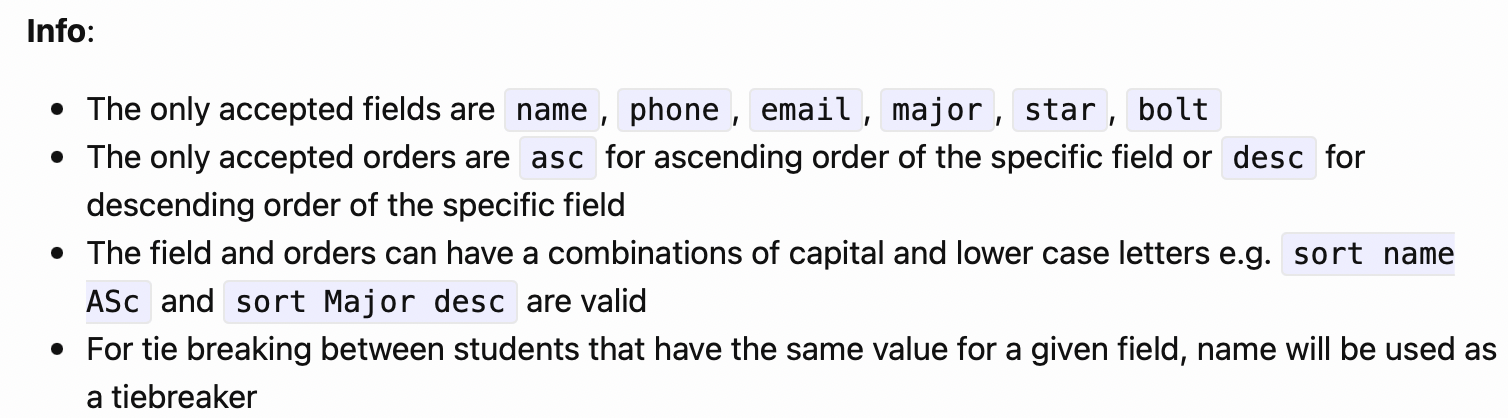 Info:
• The only accepted fields are name, phone, email, major, star, bolt
• The only accepted orders are asc for ascending order of the specific field or desc for
descending order of the specific field
• The field and orders can have a combinations of capital and lower case letters e.g. sort name
ASc and sort Major desc are valid
• For tie breaking between students that have the same value for a given field, name will be used as
a tiebreaker